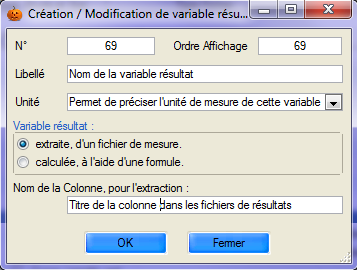 Création / Modification de variable résu...
N° 69 Ordre Affichage 69
Libellé Nom de la variable résultat
Unité Permet de préciser l'unité de mesure de cette variable
Variable résultat :
extraite, d'un fichier de mesure.
calculée, à l'aide d'une formule.
Nom de la Colonne, pour l'extraction :
Titre de la colonne dans les fichiers de résultats
OK Fermer